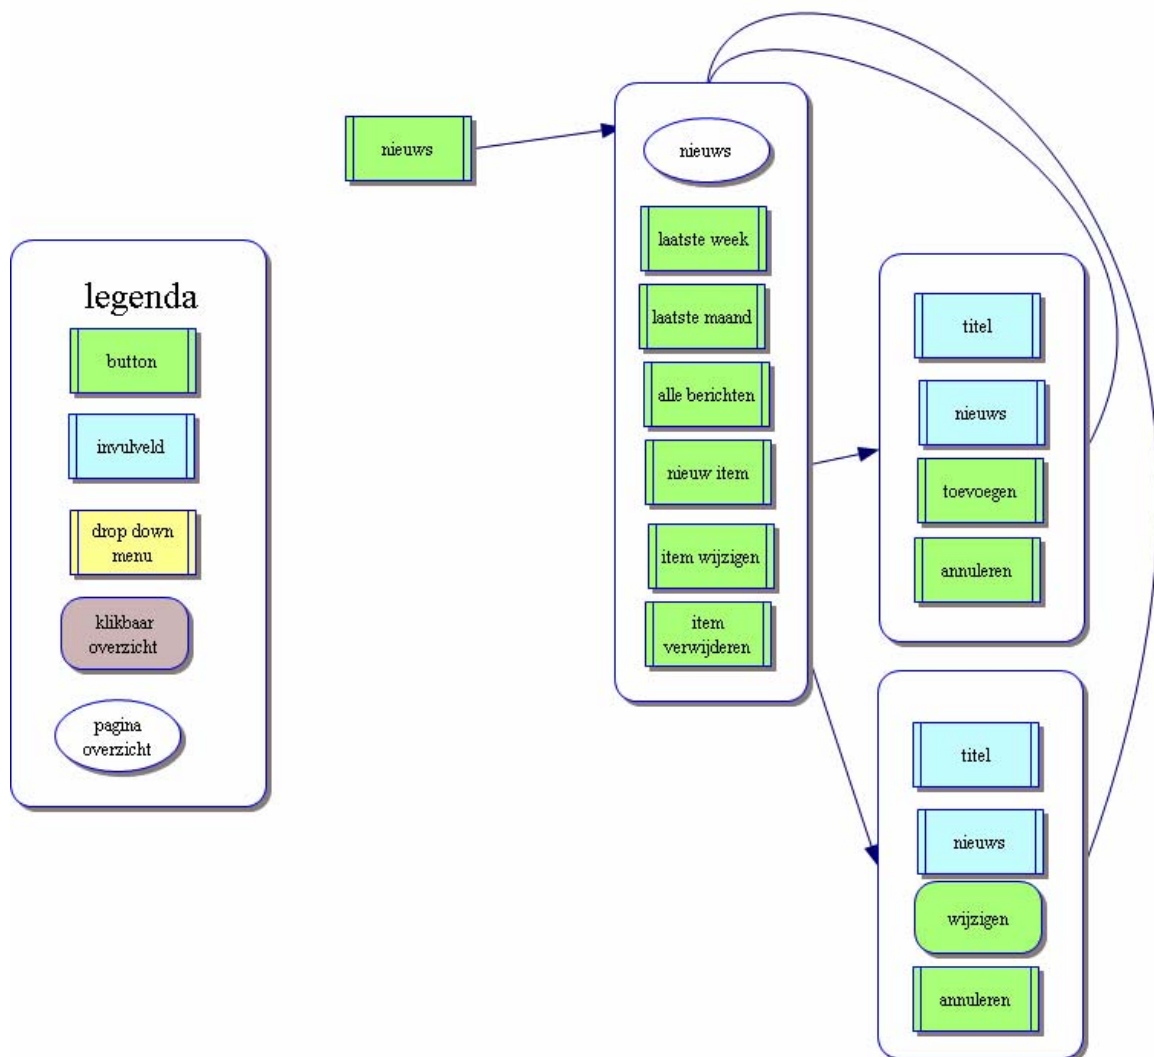 nieuws
nieuws
laatste week
laatste maand
alle berichten
nieuw item
item wijzigen
item
verwijderen
legenda
button
invulveld
drop down
menu
klikbaar
overzicht
pagina
overzicht
titel
nieuws
toevoegen
annuleren
titel
nieuws
wijzigen
annuleren